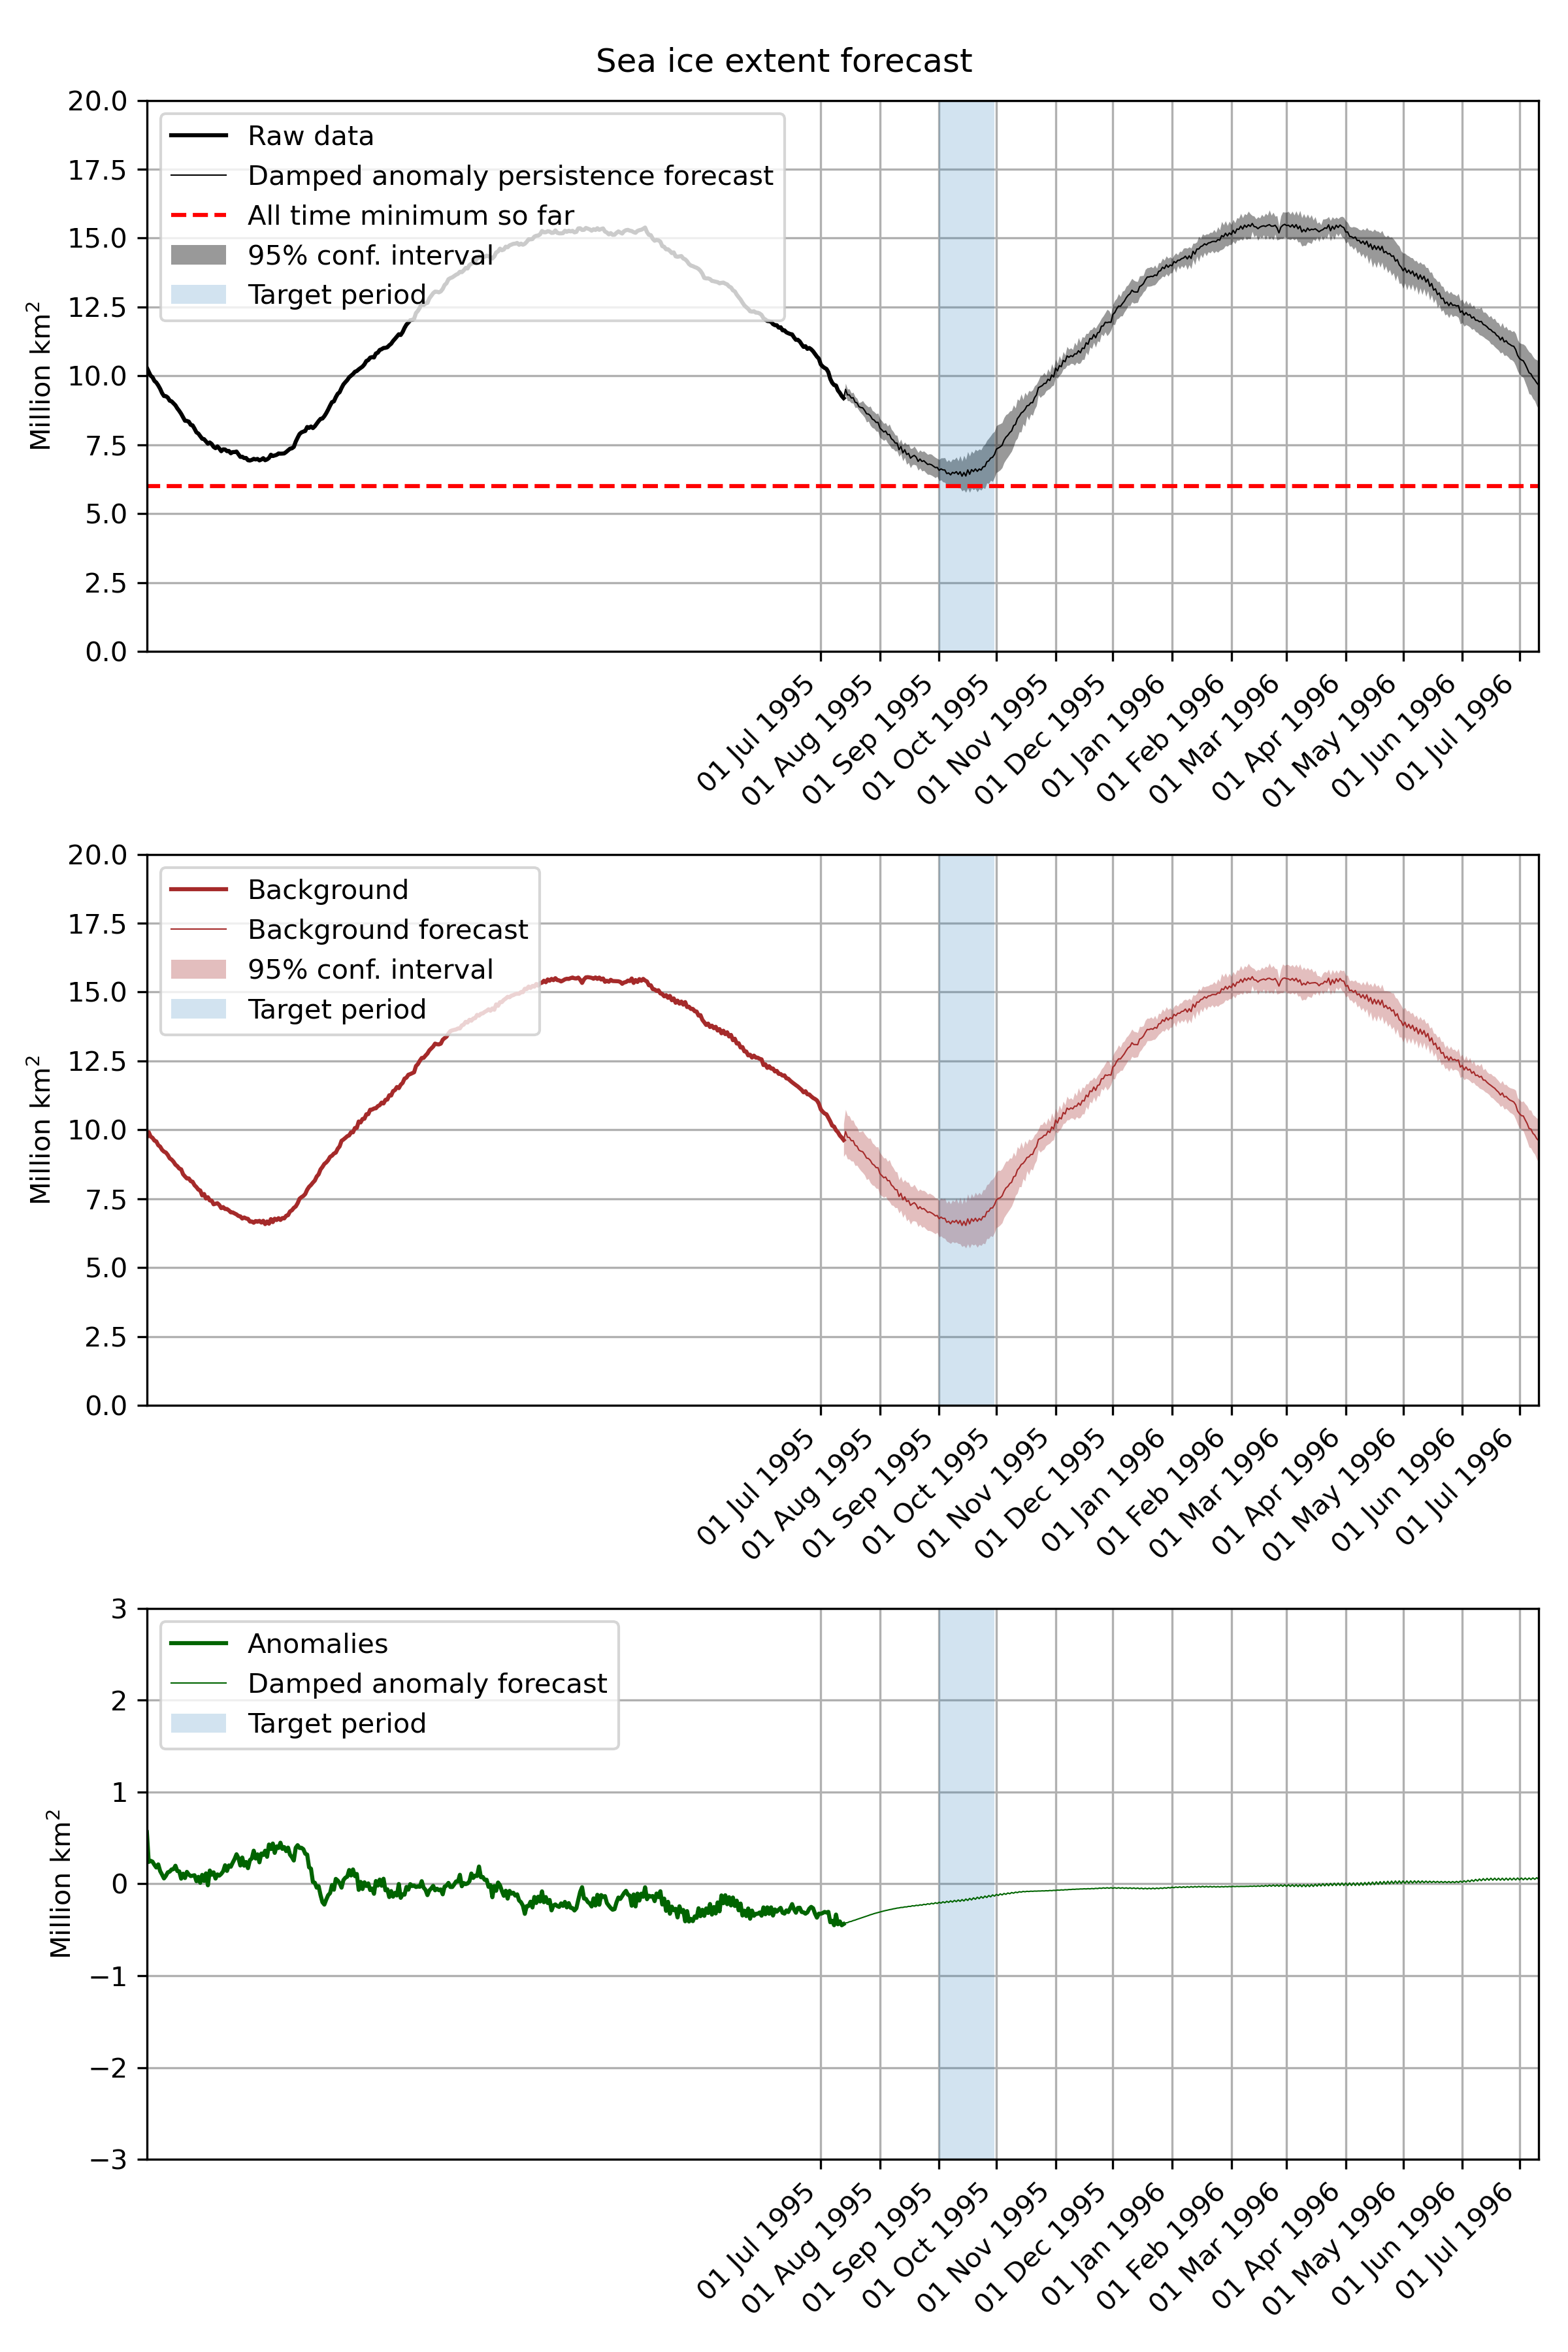 Sea ice extent forecast
20.0
17.5
15.0
12.5
10.0
7.5
5.0
2.5
0.0
Million km²
Raw data
Damped anomaly persistence forecast
All time minimum so far
95% conf. interval
Target period
01 Jul 1995
01 Aug 1995
01 Sep 1995
01 Oct 1995
01 Nov 1995
01 Dec 1995
01 Jan 1996
01 Feb 1996
01 Mar 1996
01 Apr 1996
01 May 1996
01 Jun 1996
01 Jul 1996
20.0
17.5
15.0
12.5
10.0
7.5
5.0
2.5
0.0
Million km²
Background
Background forecast
95% conf. interval
Target period
01 Jul 1995
01 Aug 1995
01 Sep 1995
01 Oct 1995
01 Nov 1995
01 Dec 1995
01 Jan 1996
01 Feb 1996
01 Mar 1996
01 Apr 1996
01 May 1996
01 Jun 1996
01 Jul 1996
3
2
1
0
−1
−2
−3
Million km²
Anomalies
Damped anomaly forecast
Target period
01 Jul 1995
01 Aug 1995
01 Sep 1995
01 Oct 1995
01 Nov 1995
01 Dec 1995
01 Jan 1996
01 Feb 1996
01 Mar 1996
01 Apr 1996
01 May 1996
01 Jun 1996
01 Jul 1996